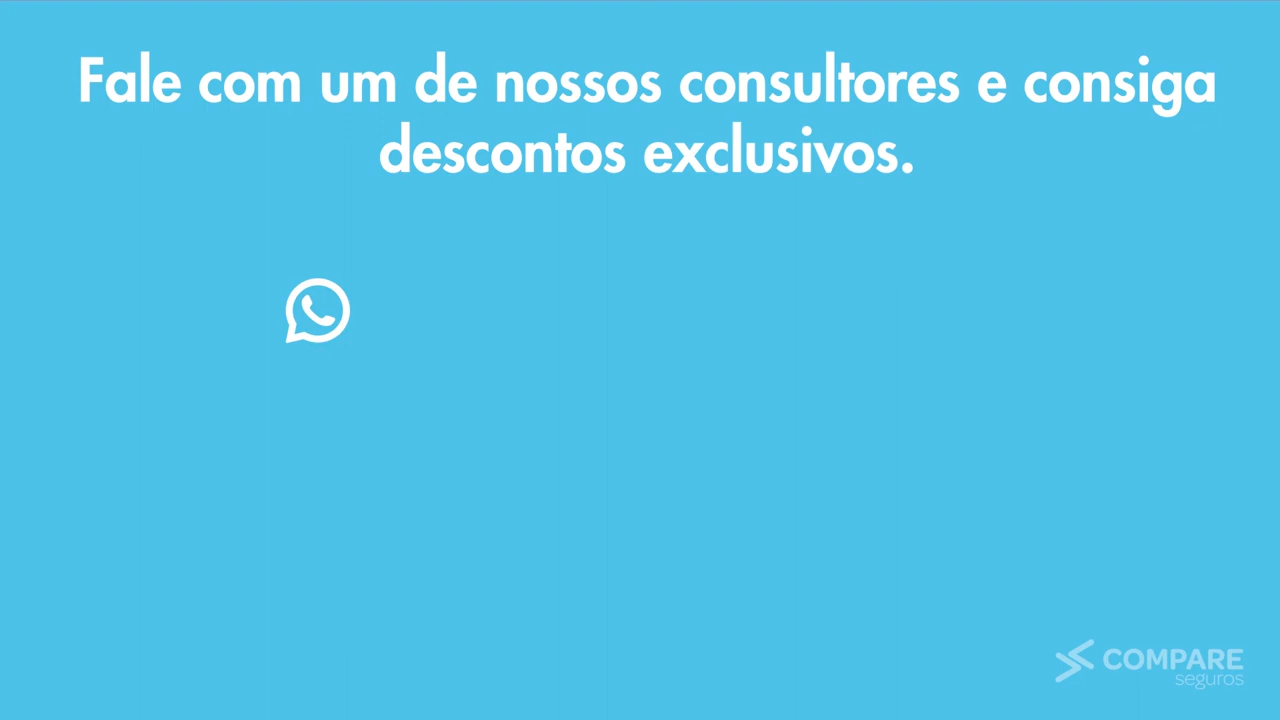 Fale com um de nossos consultores e consiga
descontos exclusivos.
COMPARE
seguros